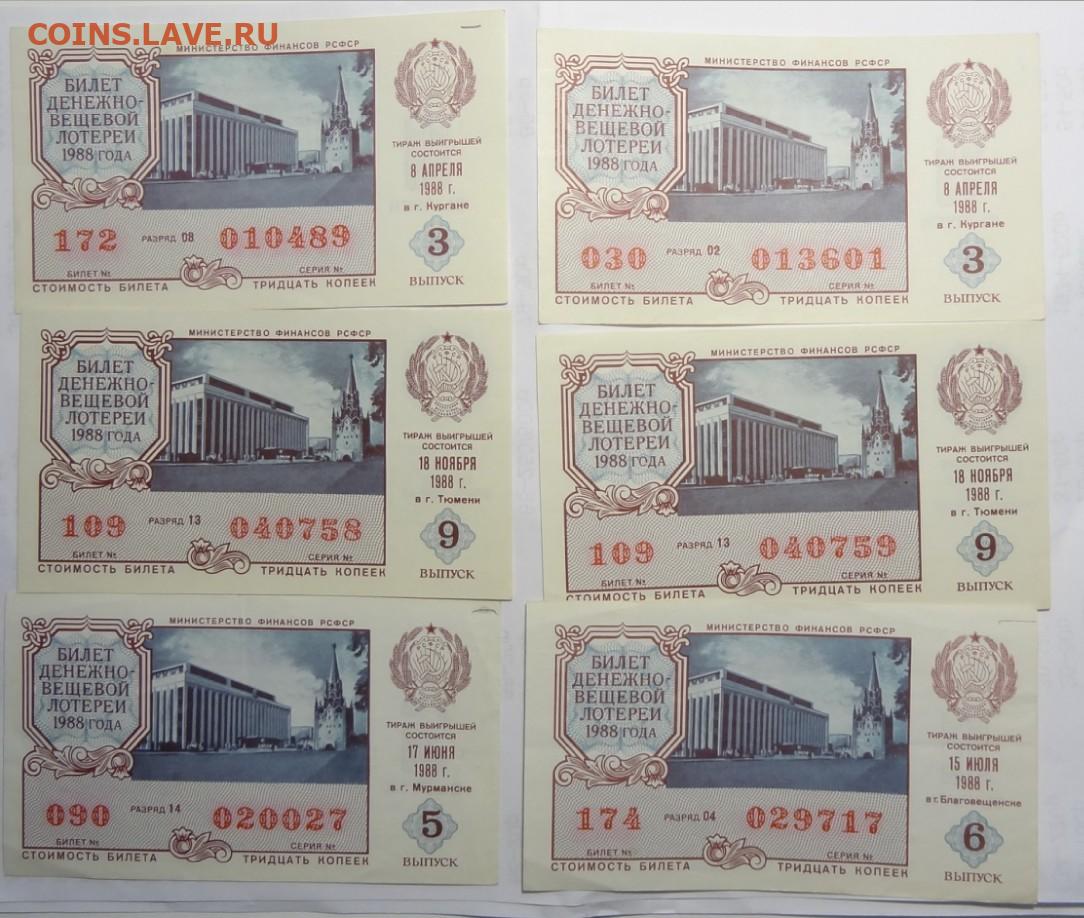 COINS.LAVE.RU
МИНИСТЕРСТВО ФИНАНСОВ РСФСР
БИЛЕТ
ДЕНЕЖНО-
ВЕЩЕВОЙ
ЛОТЕРЕИ
1988 ГОДА
ТИРАЖ ВЫИГРЫШЕЙ
СОСТОИТСЯ
8 АПРЕЛЯ
1988 г.
в г. Кургане
172 РАЗРЯД 08 010489
3
БИЛЕТ № СЕРИЯ №
СТОИМОСТЬ БИЛЕТА ТРИДЦАТЬ КОПЕЕК
ВЫПУСК
МИНИСТЕРСТВО ФИНАНСОВ РСФСР
БИЛЕТ
ДЕНЕЖНО-
ВЕЩЕВОЙ
ЛОТЕРЕИ
1988 ГОДА
ТИРАЖ ВЫИГРЫШЕЙ
СОСТОИТСЯ
8 АПРЕЛЯ
1988 г.
в г. Кургане
030 РАЗРЯД 02 013601
3
БИЛЕТ № СЕРИЯ №
СТОИМОСТЬ БИЛЕТА ТРИДЦАТЬ КОПЕЕК
ВЫПУСК
МИНИСТЕРСТВО ФИНАНСОВ РСФСР
БИЛЕТ
ДЕНЕЖНО-
ВЕЩЕВОЙ
ЛОТЕРЕИ
1988 ГОДА
ТИРАЖ ВЫИГРЫШЕЙ
СОСТОИТСЯ
18 НОЯБРЯ
1988 г.
в г. Тюмени
109 РАЗРЯД 13 040758
9
БИЛЕТ № СЕРИЯ №
СТОИМОСТЬ БИЛЕТА ТРИДЦАТЬ КОПЕЕК
ВЫПУСК
МИНИСТЕРСТВО ФИНАНСОВ РСФСР
БИЛЕТ
ДЕНЕЖНО-
ВЕЩЕВОЙ
ЛОТЕРЕИ
1988 ГОДА
ТИРАЖ ВЫИГРЫШЕЙ
СОСТОИТСЯ
18 НОЯБРЯ
1988 г.
в г. Тюмени
109 РАЗРЯД 13 040759
9
БИЛЕТ № СЕРИЯ №
СТОИМОСТЬ БИЛЕТА ТРИДЦАТЬ КОПЕЕК
ВЫПУСК
МИНИСТЕРСТВО ФИНАНСОВ РСФСР
БИЛЕТ
ДЕНЕЖНО-
ВЕЩЕВОЙ
ЛОТЕРЕИ
1988 ГОДА
ТИРАЖ ВЫИГРЫШЕЙ
СОСТОИТСЯ
17 ИЮНЯ
1988 г.
в г. Мурманске
090 РАЗРЯД 14 020027
5
БИЛЕТ № СЕРИЯ №
СТОИМОСТЬ БИЛЕТА ТРИДЦАТЬ КОПЕЕК
ВЫПУСК
МИНИСТЕРСТВО ФИНАНСОВ РСФСР
БИЛЕТ
ДЕНЕЖНО-
ВЕЩЕВОЙ
ЛОТЕРЕИ
1988 ГОДА
ТИРАЖ ВЫИГРЫШЕЙ
СОСТОИТСЯ
15 ИЮЛЯ
1988 г.
в г. Благовещенске
174 РАЗРЯД 04 029717
6
БИЛЕТ № СЕРИЯ №
СТОИМОСТЬ БИЛЕТА ТРИДЦАТЬ КОПЕЕК
ВЫПУСК